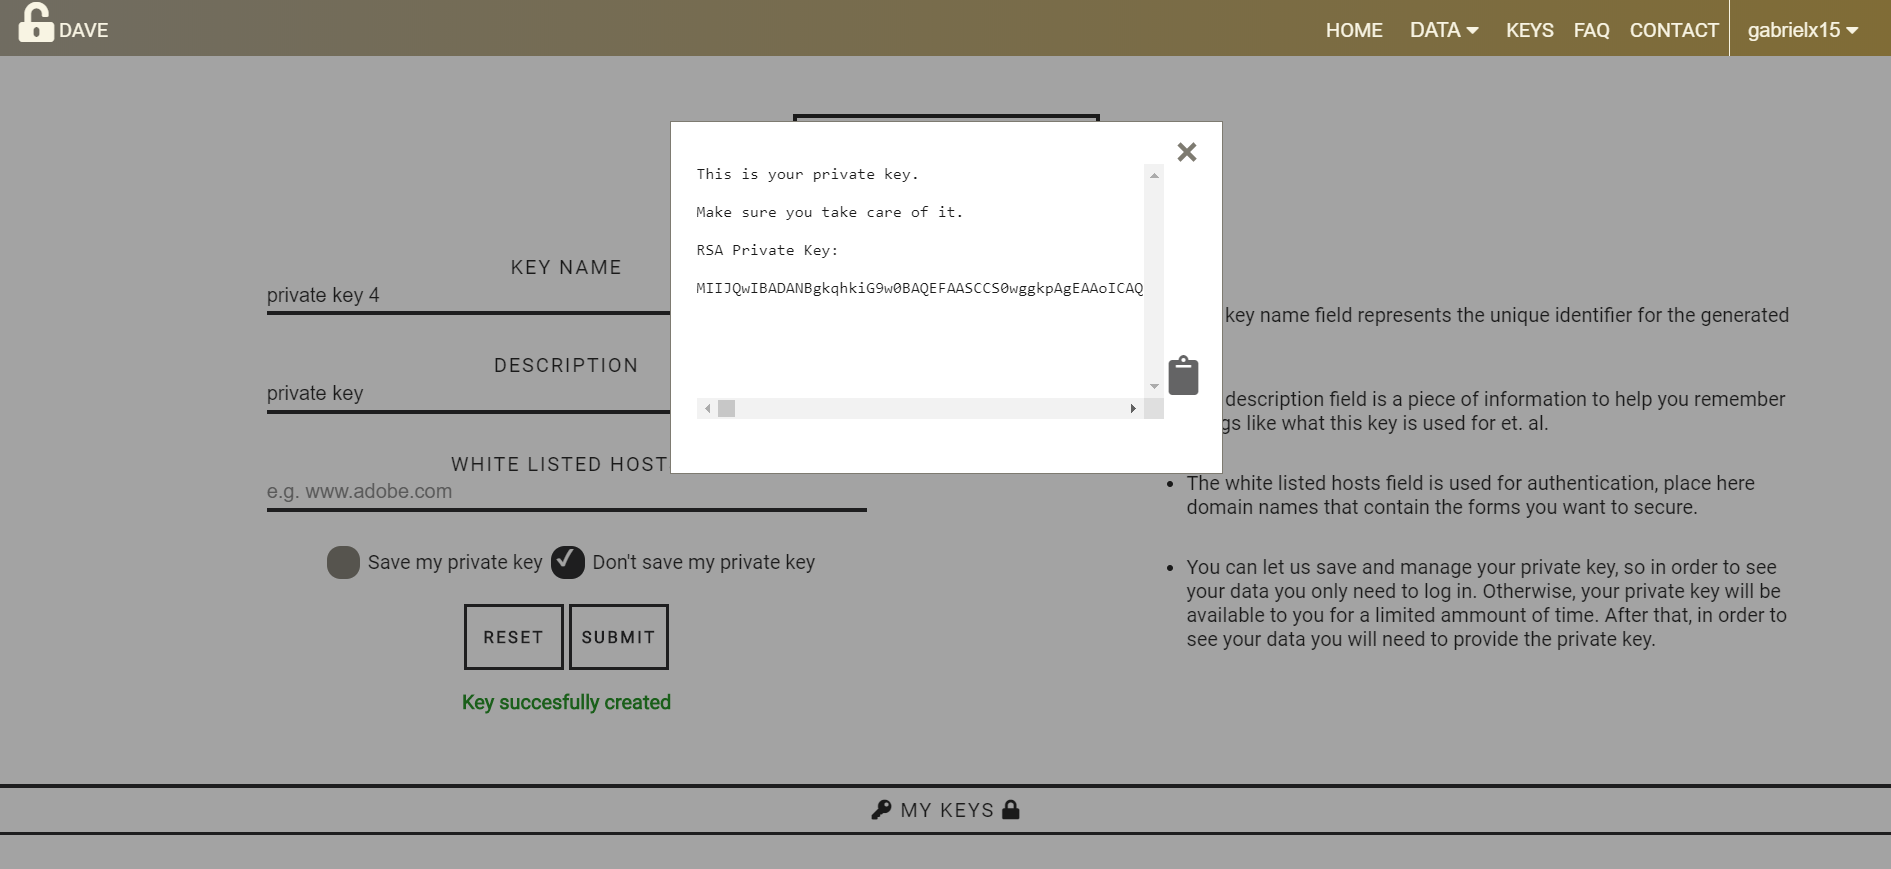 DAVE
HOME DATA KEYS FAQ CONTACT gabrielx15
This is your private key.
Make sure you take care of it.
RSA Private Key:
MIIJQwIBADANBgkqhkiG9w0BAQEFAASCCS0wggkpAgEAAoICAQ
KEY NAME
private key 4
DESCRIPTION
private key
WHITE LISTED HOST
e.g. www.adobe.com
Save my private key Don't save my private key
RESET SUBMIT
Key succesfully created
key name field represents the unique identifier for the generated
description field is a piece of information to help you remember
gs like what this key is used for et. al.
The white listed hosts field is used for authentication, place here
domain names that contain the forms you want to secure.
You can let us save and manage your private key, so in order to see
your data you only need to log in. Otherwise, your private key will be
available to you for a limited ammount of time. After that, in order to
see your data you will need to provide the private key.
MY KEYS